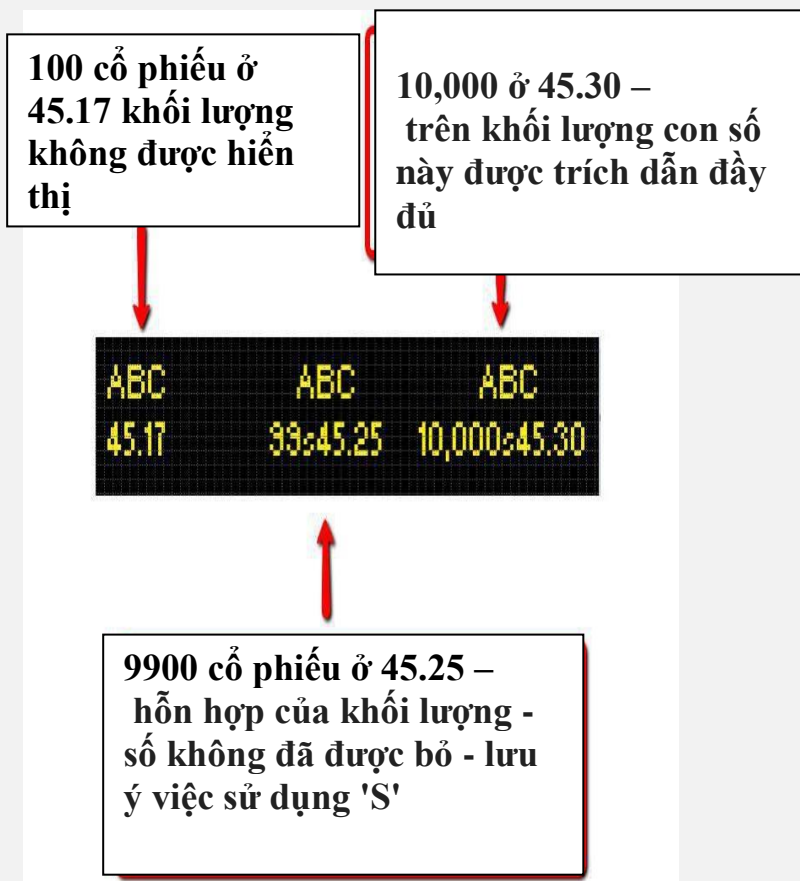 100 cổ phiếu ở
45.17 khối lượng
không được hiển
thị
10,000 ở 45.30 –
trên khối lượng con số
này được trích dẫn đầy
đủ
ABC ABC ABC
45.17 99s45.25 10,000s45.30
9900 cổ phiếu ở 45.25 –
hỗn hợp của khối lượng -
số không đã được bỏ - lưu
ý việc sử dụng 'S'